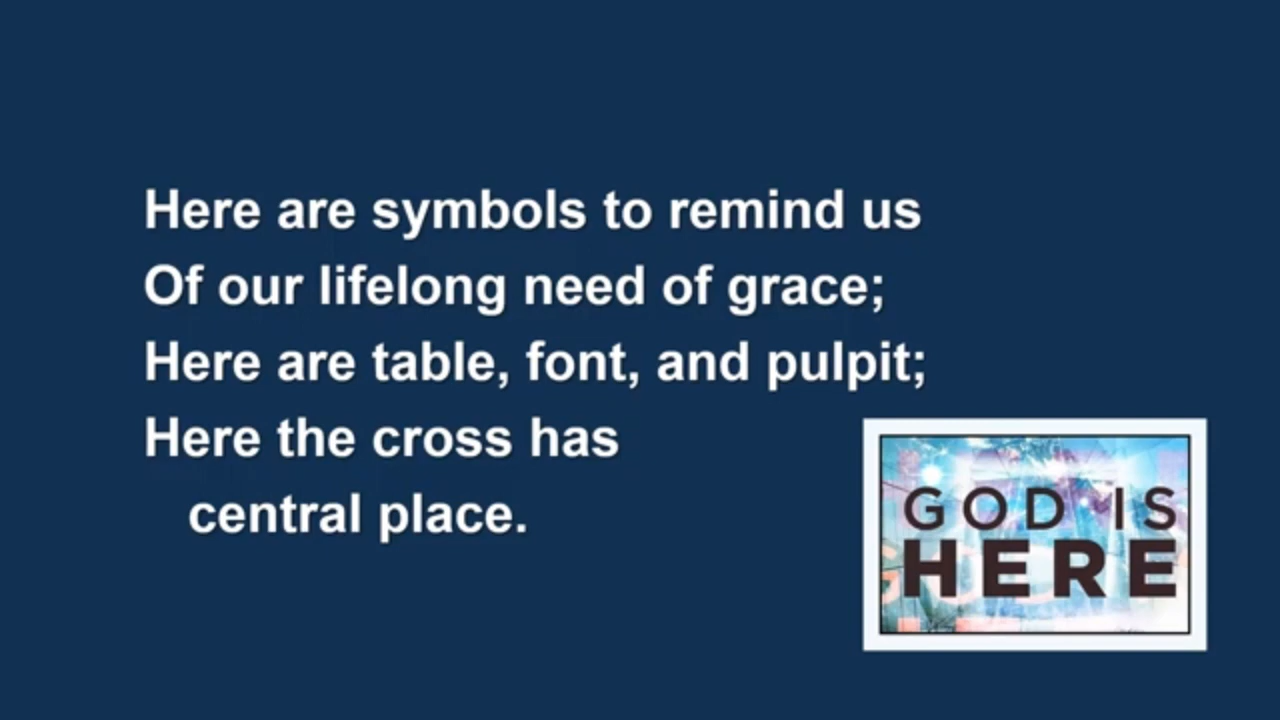 Here are symbols to remind us
Of our lifelong need of grace;
Here are table, font, and pulpit;
Here the cross has
central place.
GOD IS
HERE